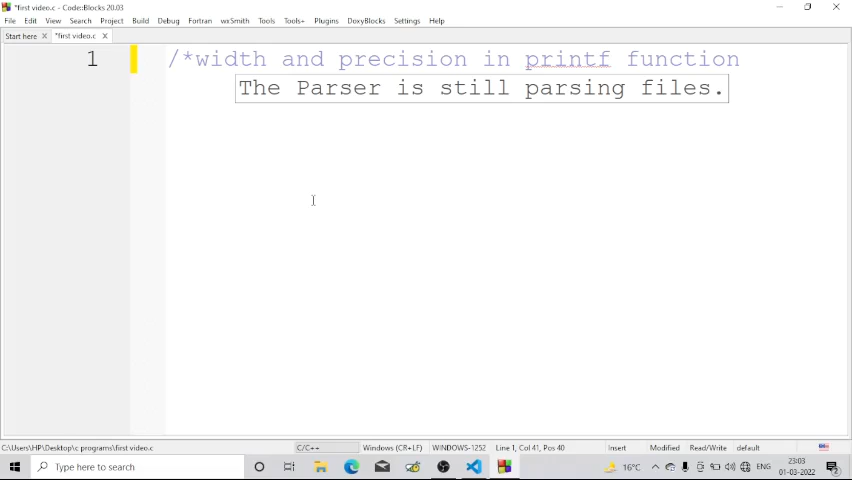 *first video.c - Code::Blocks 20.03
File Edit View Search Project Build Debug Fortran wxSmith Tools Tools+ Plugins DoxyBlocks Settings Help
Start here *first video.c
1 /*width and precision in printf function
The Parser is still parsing files.
C:\Users\HP\Desktop\c programs\first video.c C/C++ Windows (CR+LF) WINDOWS-1252 Line 1, Col 41, Pos 40 Insert Modified Read/Write default
Type here to search 16°C ENG 23:03
01-03-2022 2